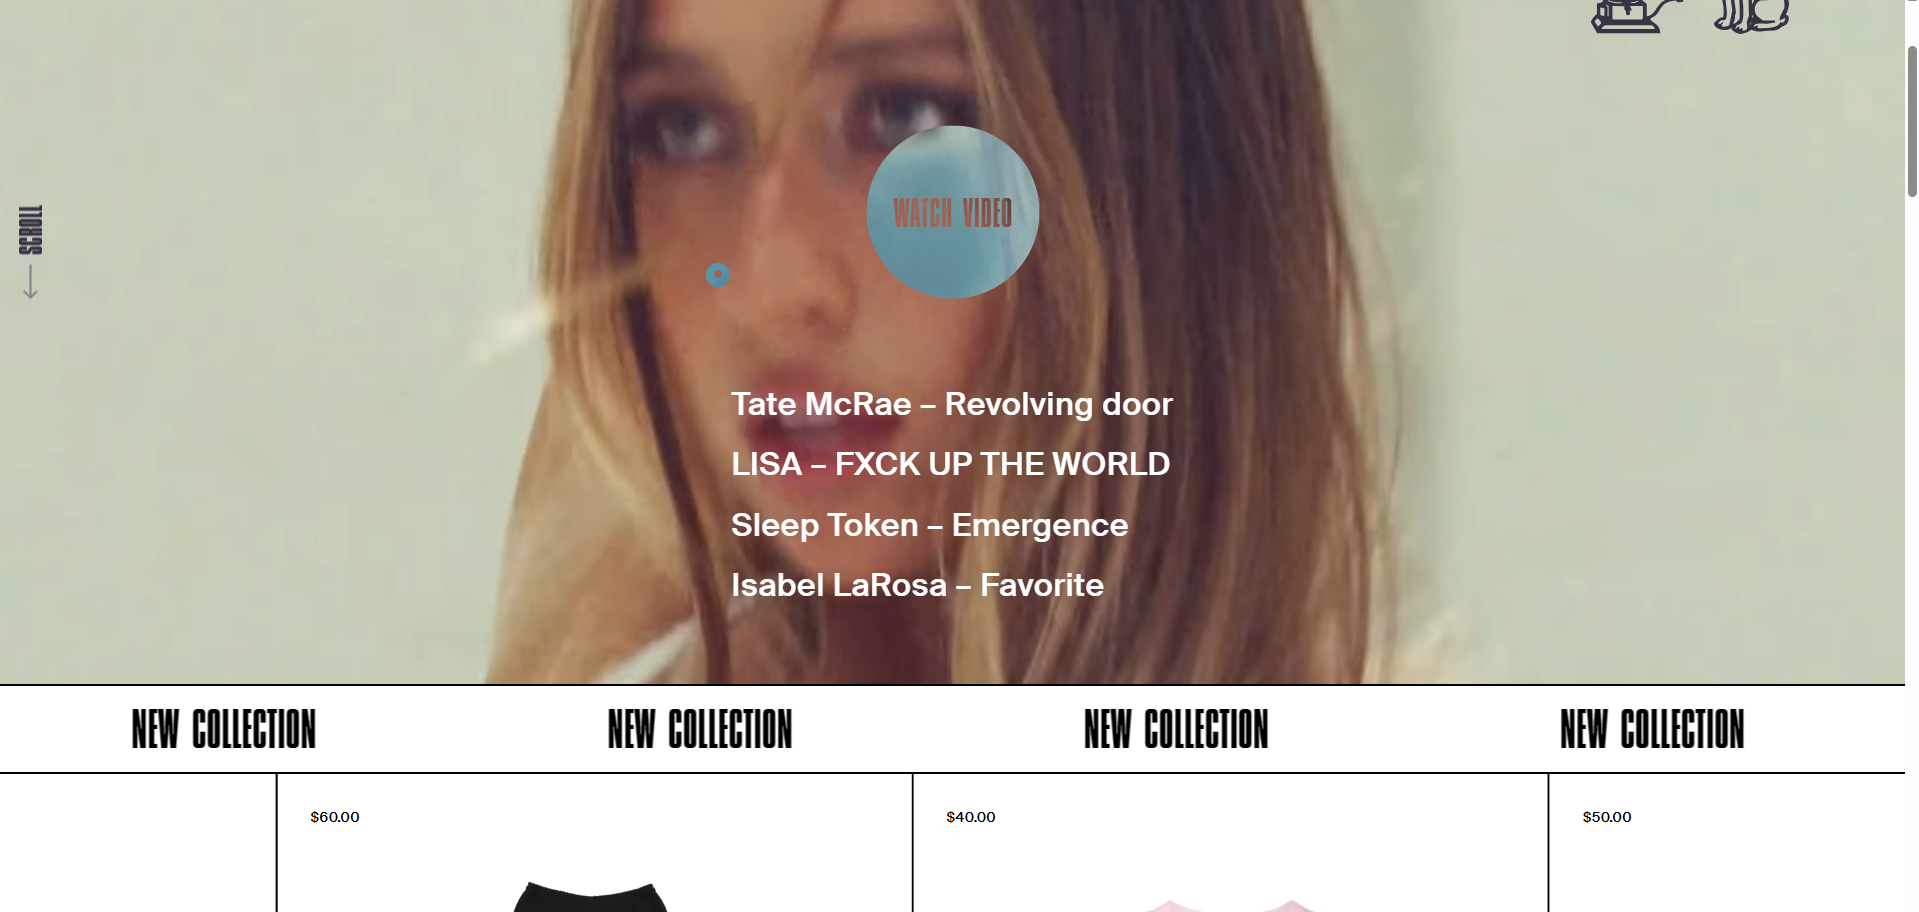 SCROLL
WATCH VIDEO
Tate McRae – Revolving door
LISA – FXCK UP THE WORLD
Sleep Token – Emergence
Isabel LaRosa – Favorite
NEW COLLECTION NEW COLLECTION NEW COLLECTION NEW COLLECTION
$60.00 $40.00 $50.00